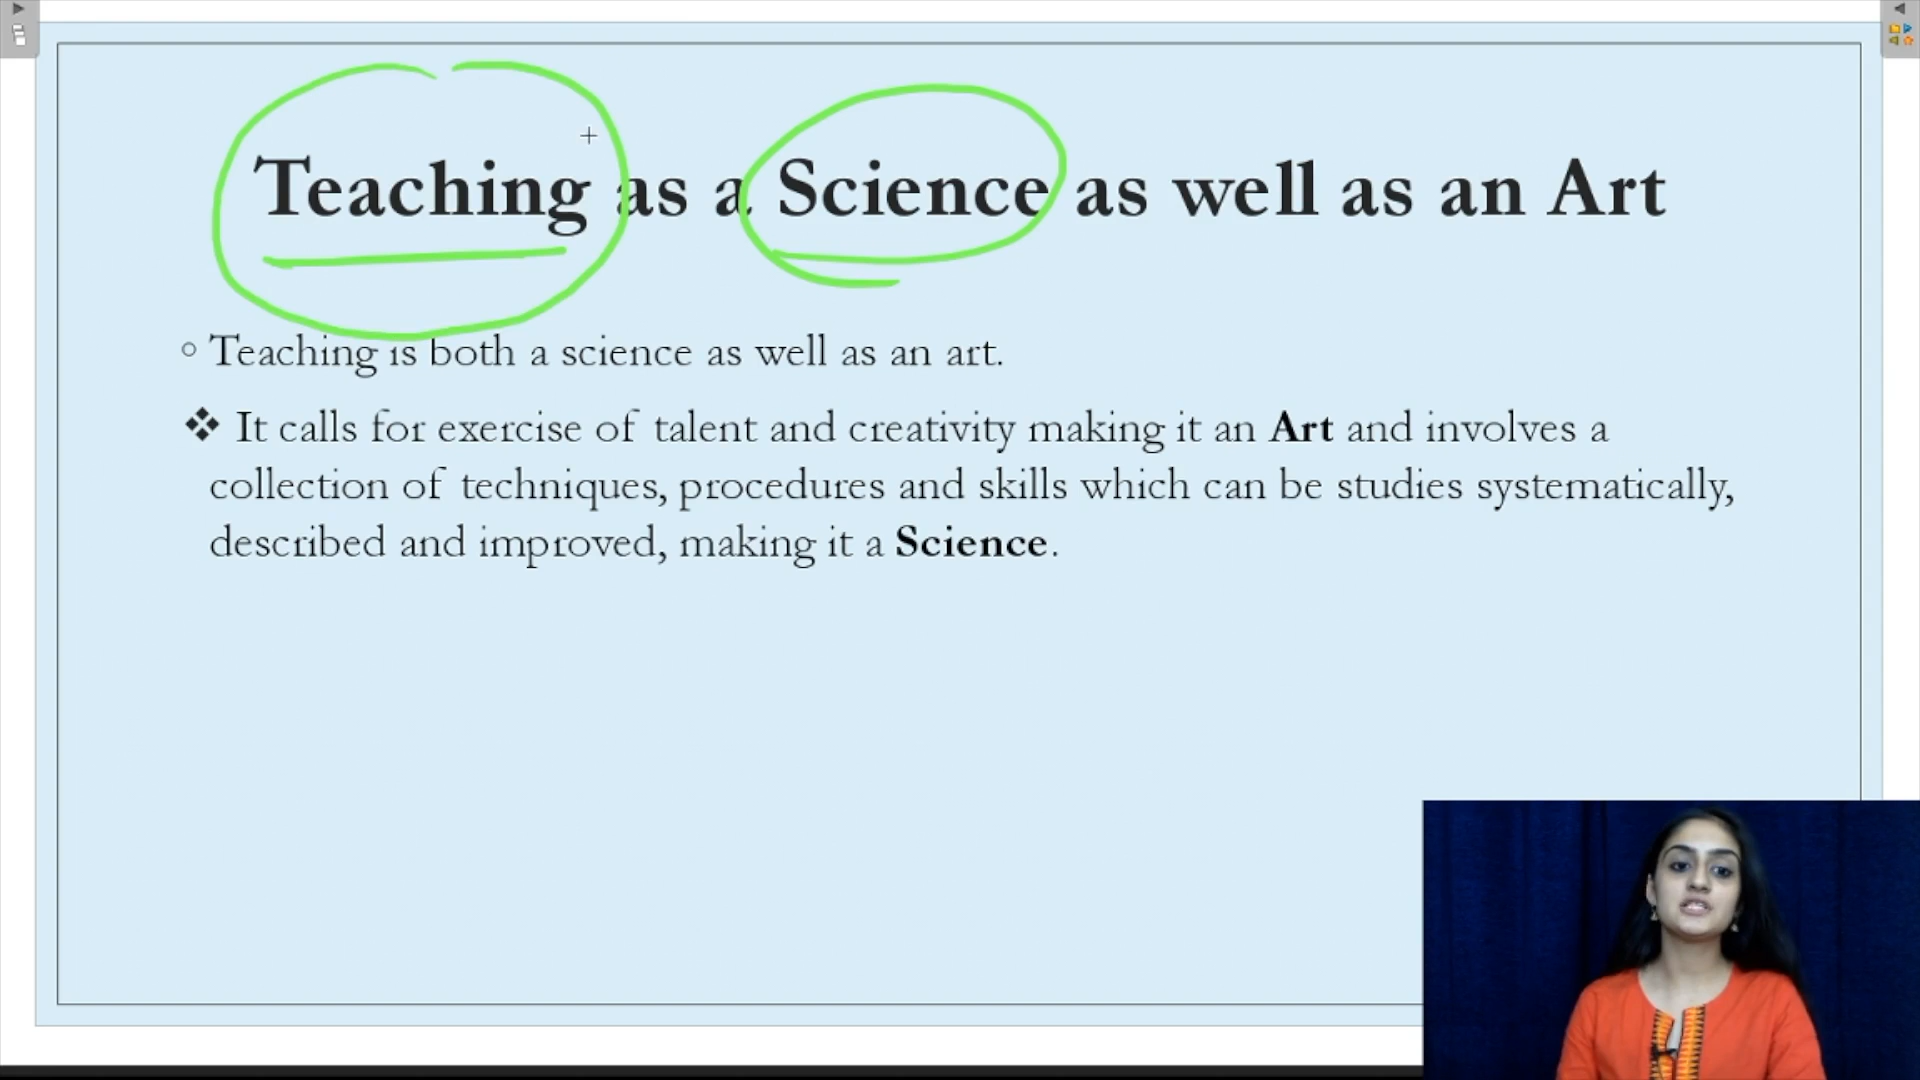 Teaching as a Science as well as an Art
○ Teaching is both a science as well as an art.
❖ It calls for exercise of talent and creativity making it an Art and involves a
collection of techniques, procedures and skills which can be studies systematically,
described and improved, making it a Science.